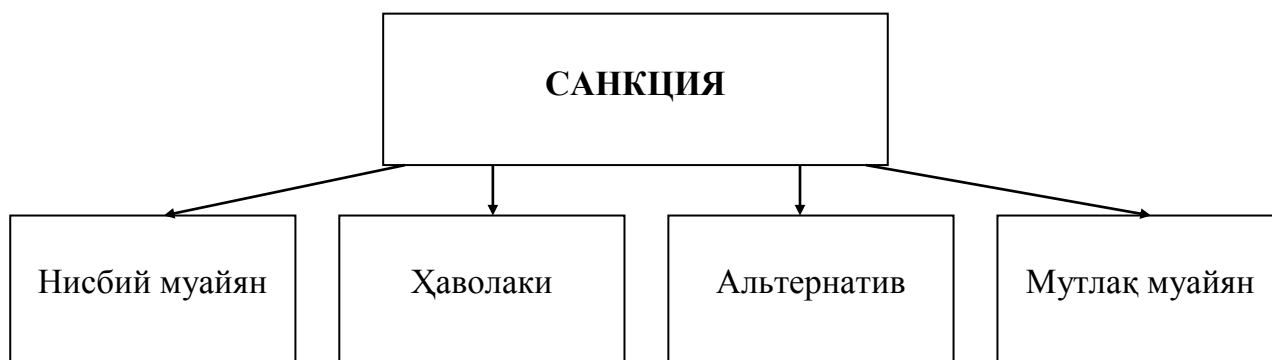 САНКЦИЯ
Нисбий муайян
Ҳаволаки
Альтернатив
Мутлақ муайян